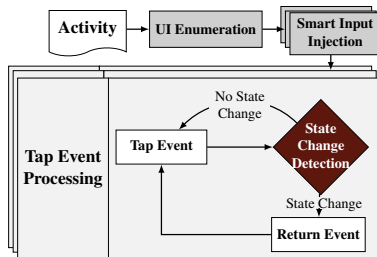 Activity
UI Enumeration
Smart Input
Injection
No State
Change
Tap Event
Processing
Tap Event
State
Change
Detection
State Change
Return Event